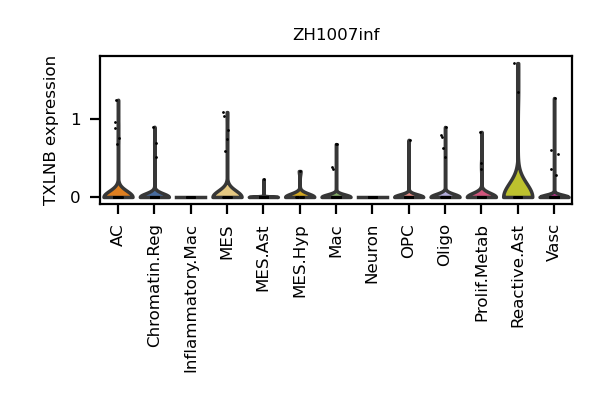 ZH1007inf
TXLNB expression
1
0
AC
Chromatin.Reg
Inflammatory.Mac
MES
MES.Ast
MES.Hyp
Mac
Neuron
OPC
Oligo
Prolif.Metab
Reactive.Ast
Vasc